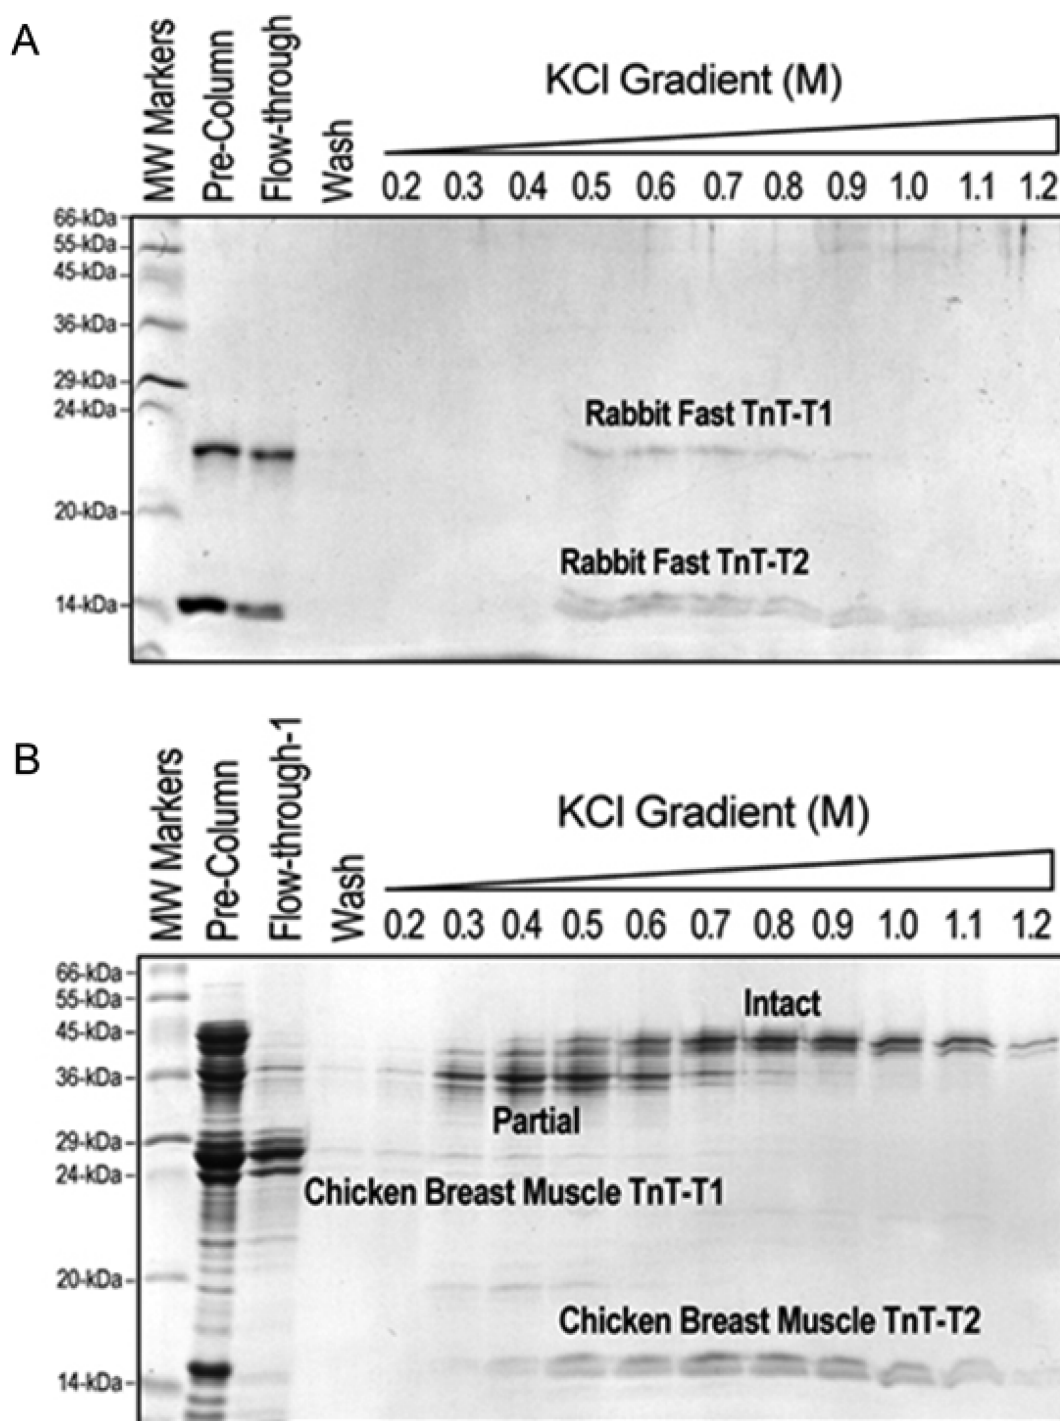 A
MW Markers
Pre-Column
Flow-through
Wash
KCl Gradient (M)
0.2 0.3 0.4 0.5 0.6 0.7 0.8 0.9 1.0 1.1 1.2
66-kDa
55-kDa
45-kDa
36-kDa
29-kDa
24-kDa
Rabbit Fast TnT-T1
20-kDa
Rabbit Fast TnT-T2
14-kDa
B
MW Markers
Pre-Column
Flow-through-1
Wash
KCl Gradient (M)
0.2 0.3 0.4 0.5 0.6 0.7 0.8 0.9 1.0 1.1 1.2
66-kDa
55-kDa
Intact
45-kDa
36-kDa
Partial
29-kDa
24-kDa
Chicken Breast Muscle TnT-T1
20-kDa
Chicken Breast Muscle TnT-T2
14-kDa